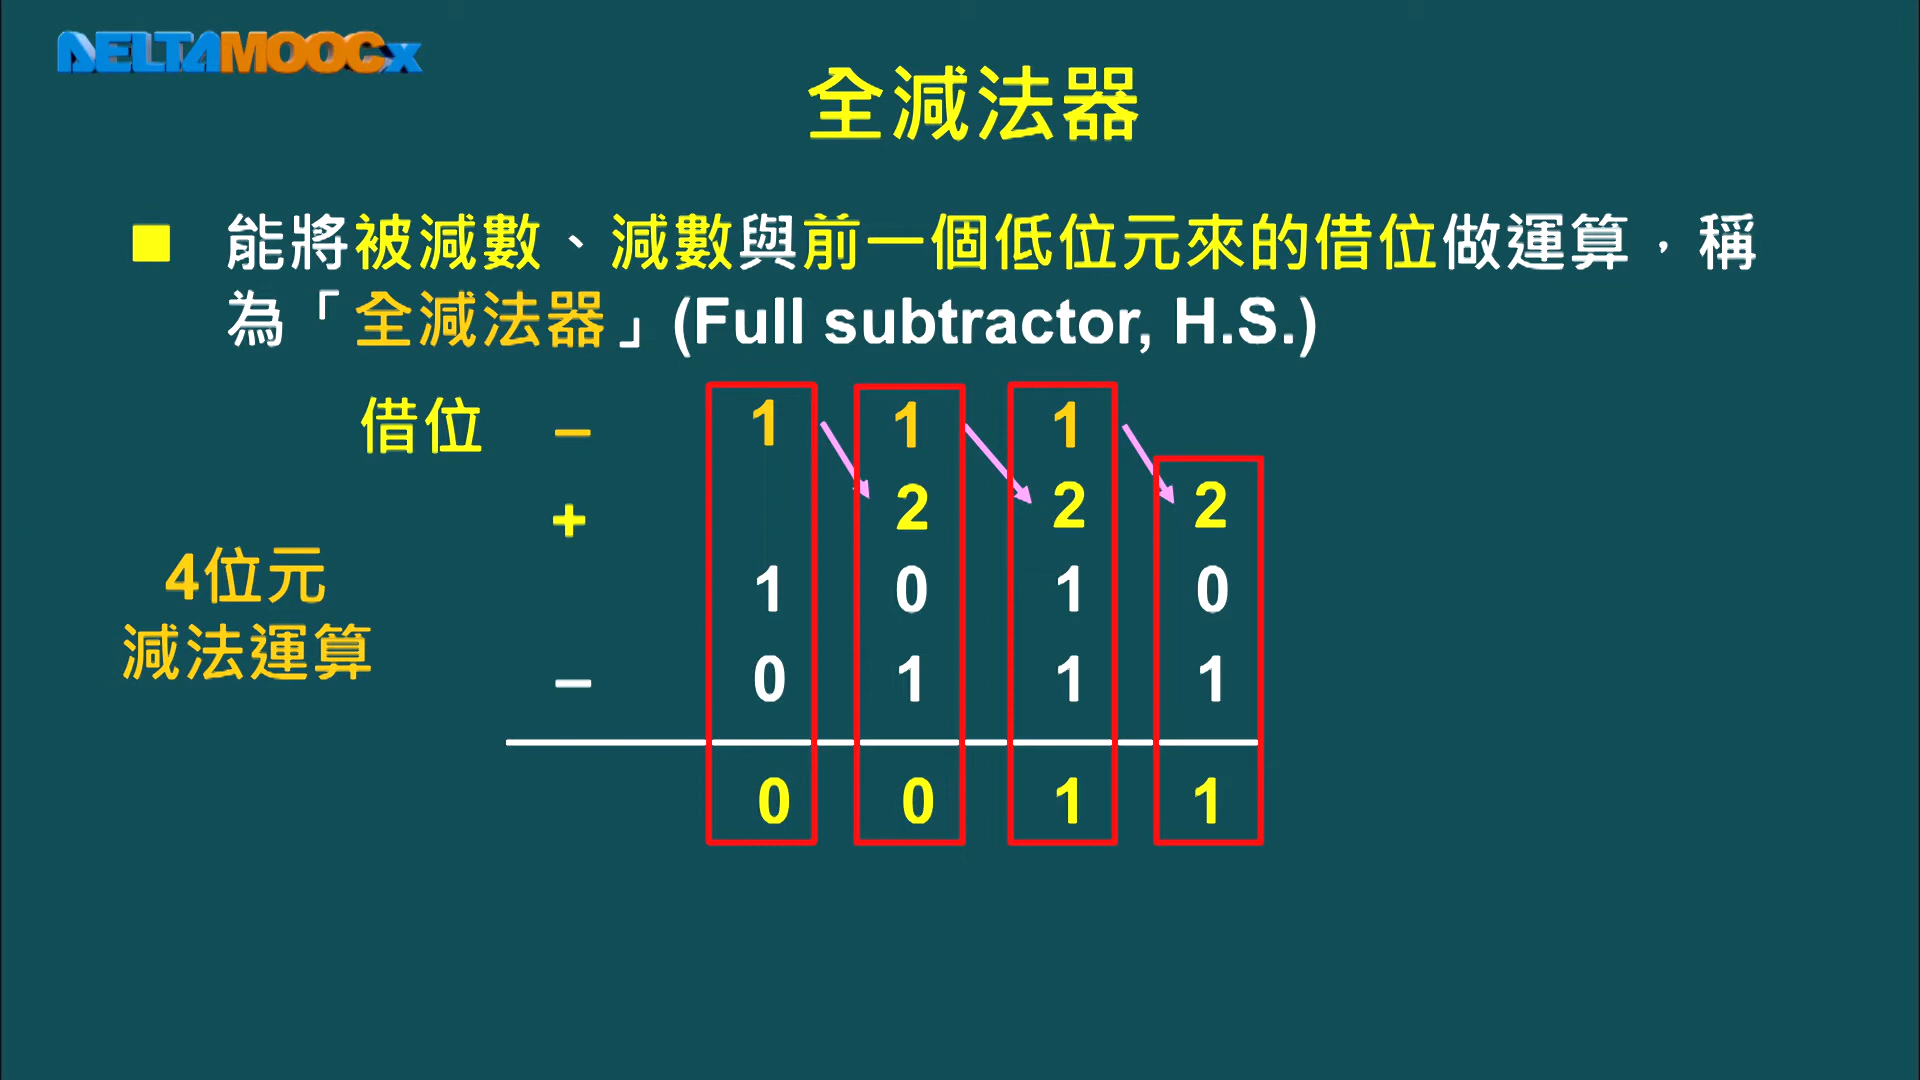 DELTAMOOCx
全減法器
能將被減數、減數與前一個低位元來的借位做運算，稱
為「全減法器」(Full subtractor, H.S.)
借位 − 1 1 1
+ 2 2 2
4位元
減法運算
1 0 1 0
− 0 1 1 1
0 0 1 1